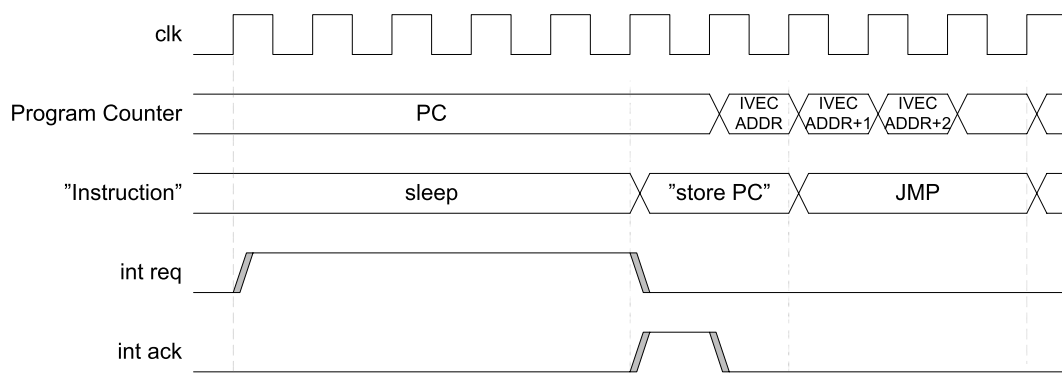 clk
Program Counter
PC
IVEC
ADDR
IVEC
ADDR+1
IVEC
ADDR+2
”Instruction”
sleep
”store PC”
JMP
int req
int ack